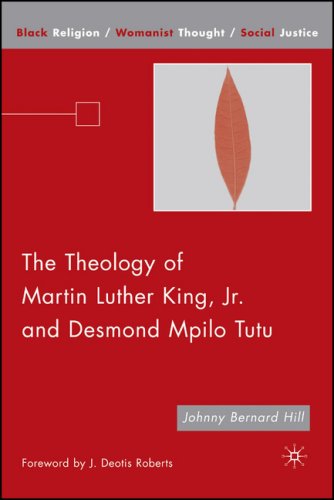 Black Religion / Womanist Thought / Social Justice
The Theology of
Martin Luther King, Jr.
and Desmond Mpilo Tutu
Johnny Bernard Hill
Foreword by J. Deotis Roberts